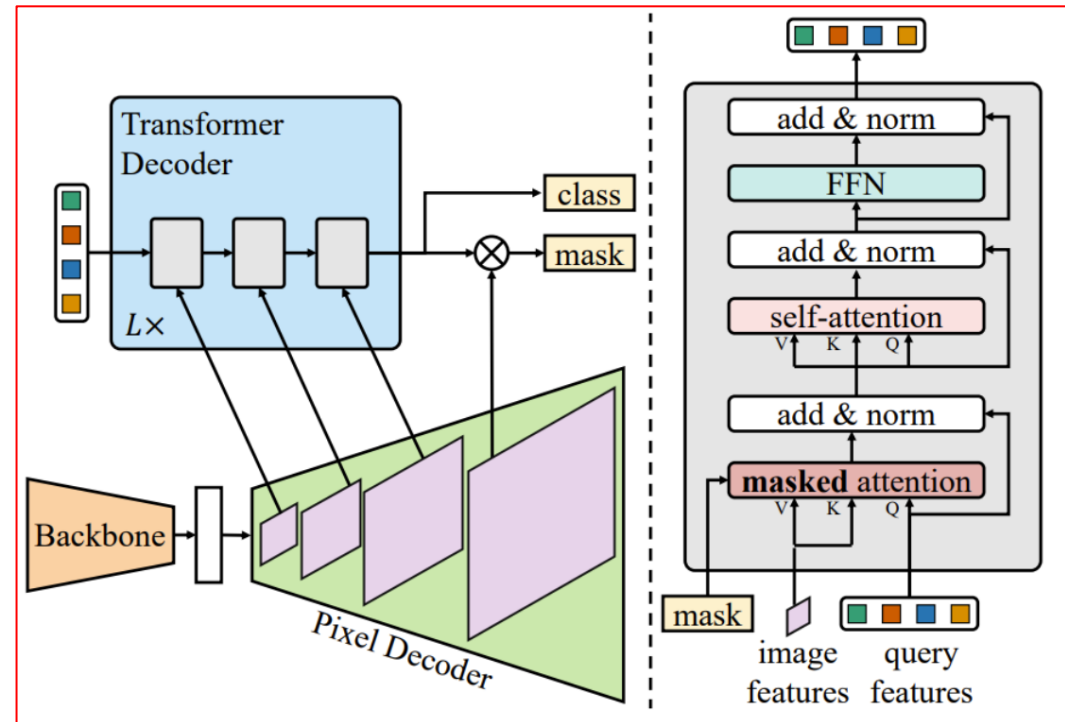 Transformer
Decoder
L×
class
mask
Backbone
Pixel Decoder
add & norm
FFN
add & norm
self-attention
V K Q
add & norm
masked attention
V K Q
mask
image
features
query
features